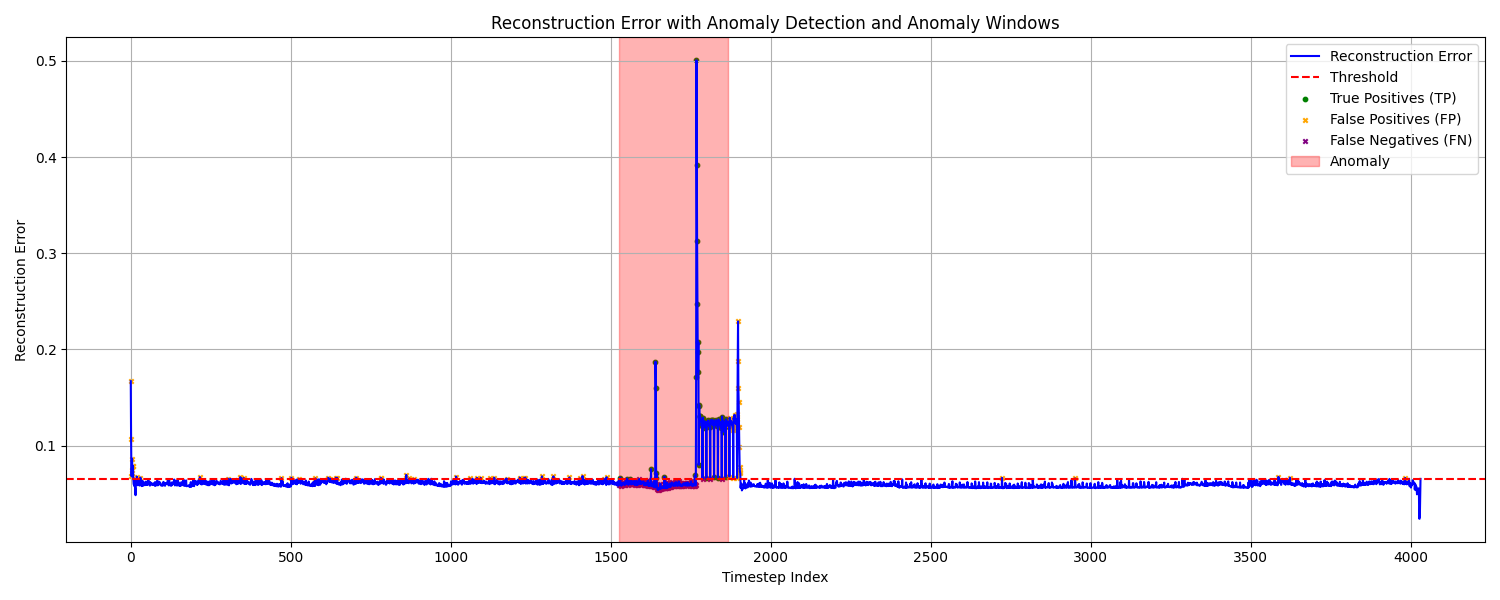 Reconstruction Error with Anomaly Detection and Anomaly Windows
Reconstruction Error
0.5
0.4
0.3
0.2
0.1
Reconstruction Error
Threshold
True Positives (TP)
False Positives (FP)
False Negatives (FN)
Anomaly
0 500 1000 1500 2000 2500 3000 3500 4000
Timestep Index